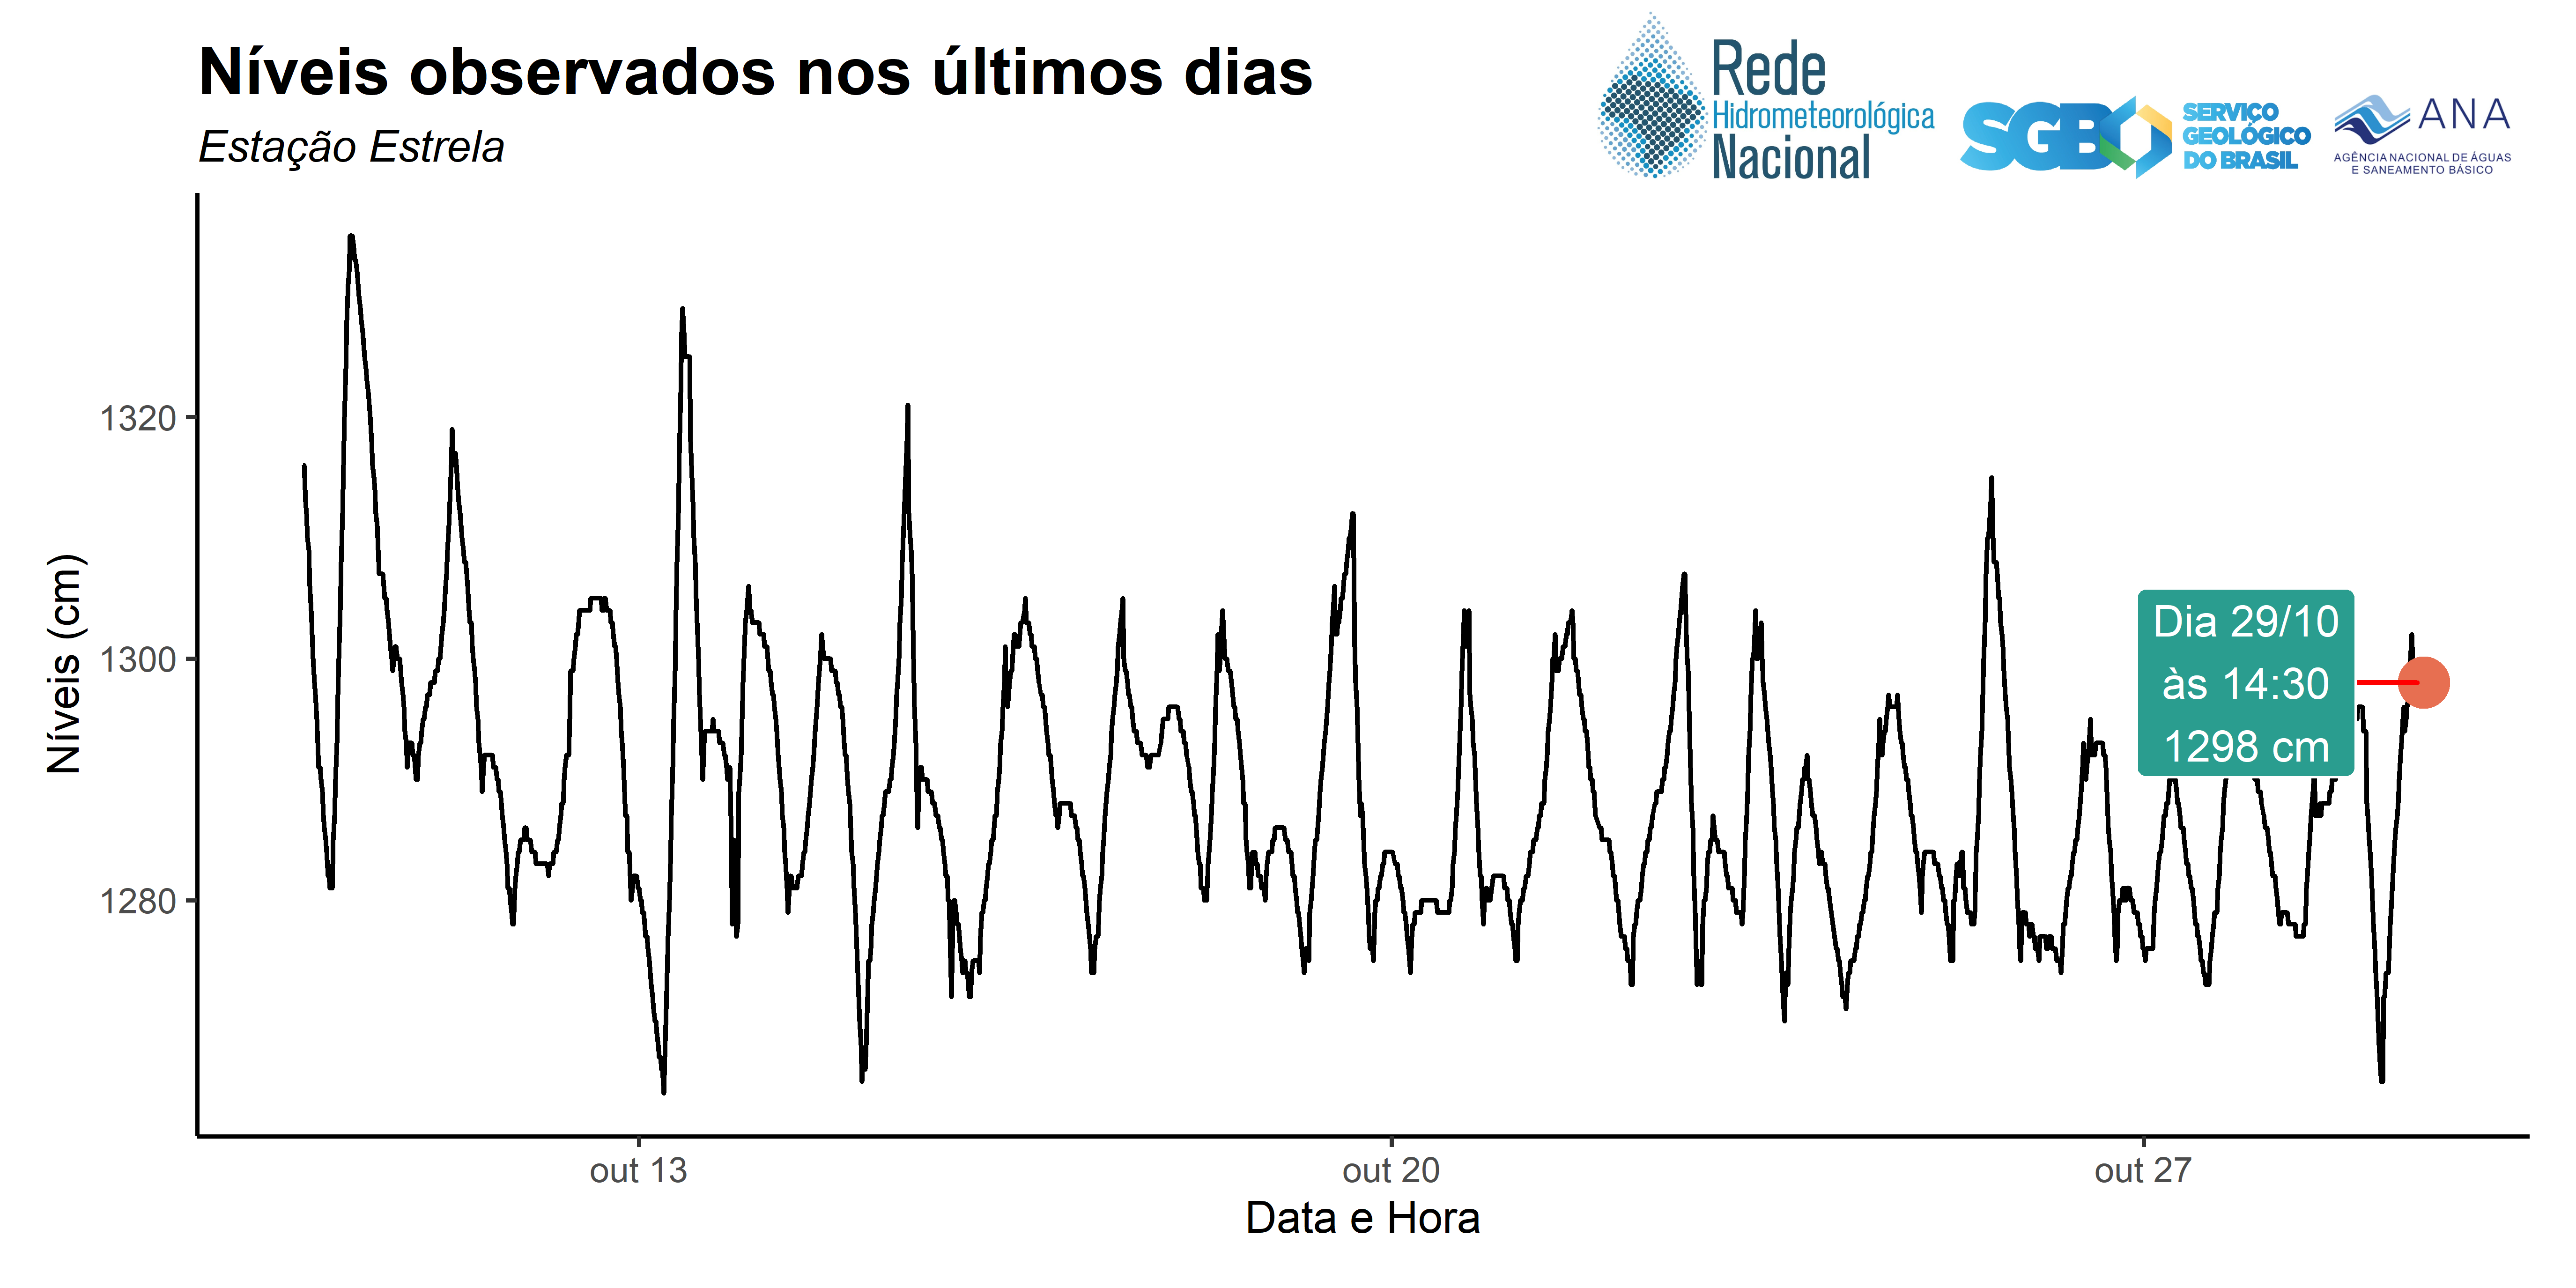 Níveis observados nos últimos dias
Estação Estrela
Rede
Hidrometeorológica
Nacional
SGB
SERVIÇO
GEOLÓGICO
DO BRASIL
ANA
AGÊNCIA NACIONAL DE ÁGUAS
E SANEAMENTO BÁSICO
Níveis (cm)
1320
1300
1280
Dia 29/10
às 14:30
1298 cm
out 13
out 20
out 27
Data e Hora